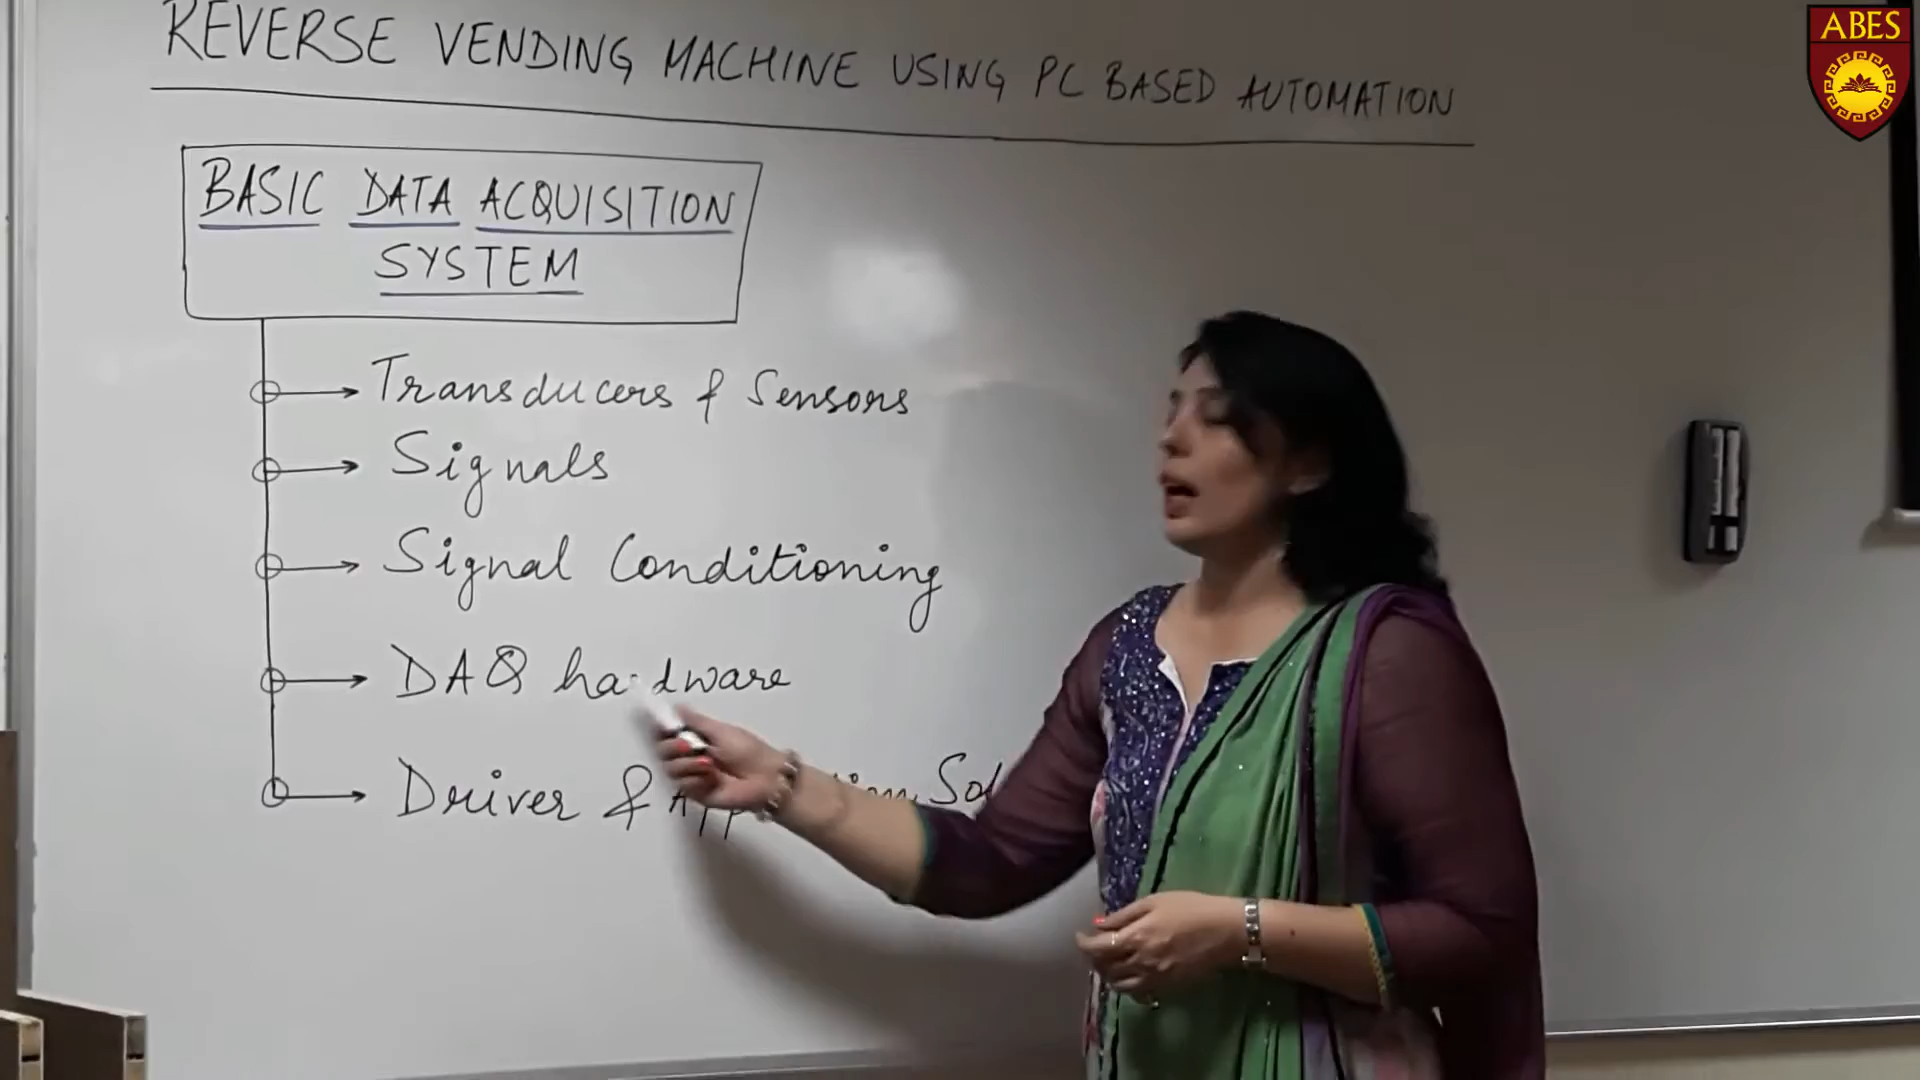 REVERSE VENDING MACHINE USING PC BASED AUTOMATION
ABES
BASIC DATA ACQUISITION
SYSTEM
Transducers & Sensors
Signals
Signal Conditioning
DAQ hardware
Driver &